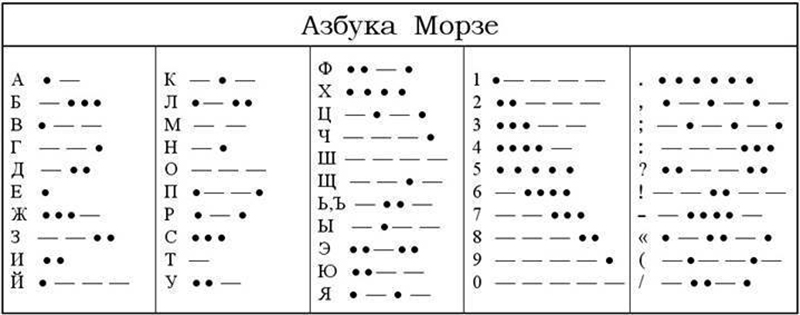 Азбука Морзе
А • —
Б — • • •
В • — —
Г — — •
Д — • •
Е •
Ж • • • —
З — — • •
И • •
Й • — — —
К — • —
Л • — • •
М — —
Н — •
О — — —
П • — — •
Р • — •
С • • •
Т —
У • • —
Ф • • — •
Х • • • •
Ц — • — •
Ч — — — •
Ш — — — —
Щ — — • —
Ь,Ъ — • • —
Ы — • — —
Э • • — • •
Ю • • — —
Я • — • —
1 • — — — —
2 • • — — —
3 • • • — —
4 • • • • —
5 • • • • •
6 — • • • •
7 — — • • •
8 — — — • •
9 — — — — •
0 — — — — —
. • • • • • •
, • — • — • —
; — • — • — •
: — — — • • •
? • • — — • •
! — — • • — —
– — • • • • —
« • — • • — •
( — • — — • —
/ — • • — •